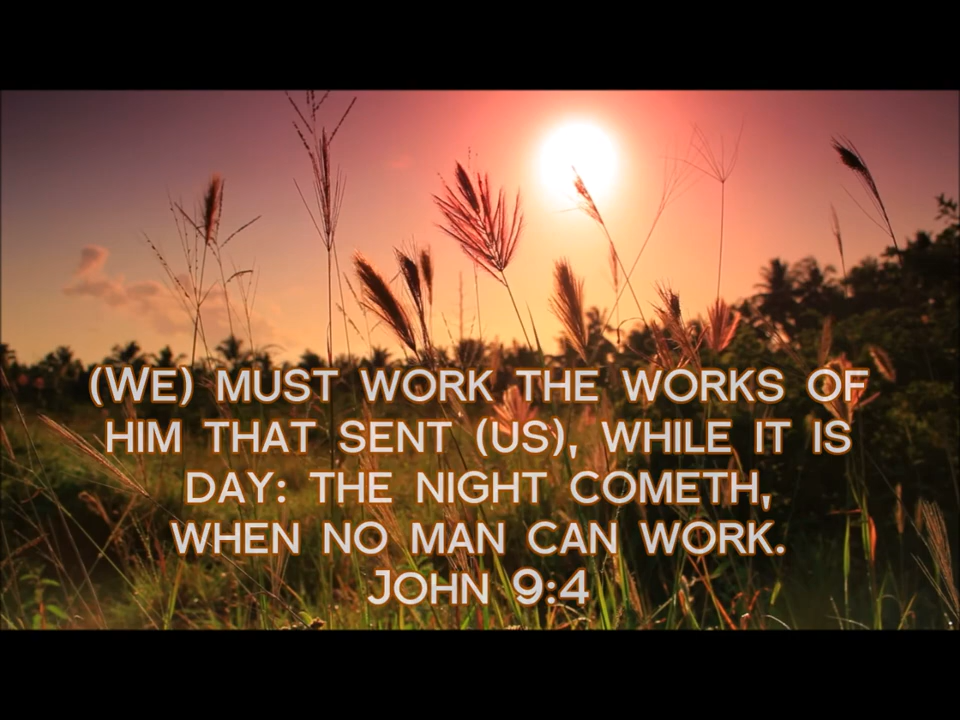 (WE) MUST WORK THE WORKS OF
HIM THAT SENT (US), WHILE IT IS
DAY: THE NIGHT COMETH,
WHEN NO MAN CAN WORK.
JOHN 9:4